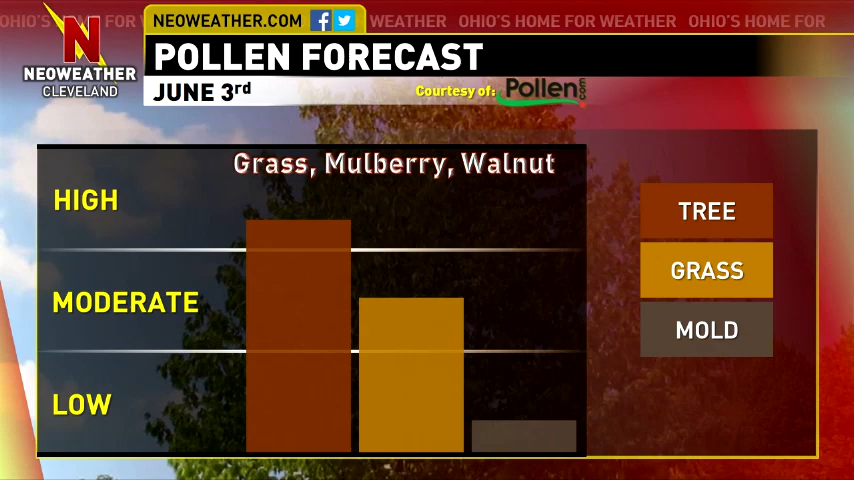 OHIO'S HOME FOR WEATHER OHIO'S HOME FOR WEATHER OHIO'S HOME FOR
NEOWEATHER.COM
N
NEOWEATHER
CLEVELAND
POLLEN FORECAST
JUNE 3rd
Courtesy of: Pollen.com
Grass, Mulberry, Walnut
HIGH
MODERATE
LOW
TREE
GRASS
MOLD